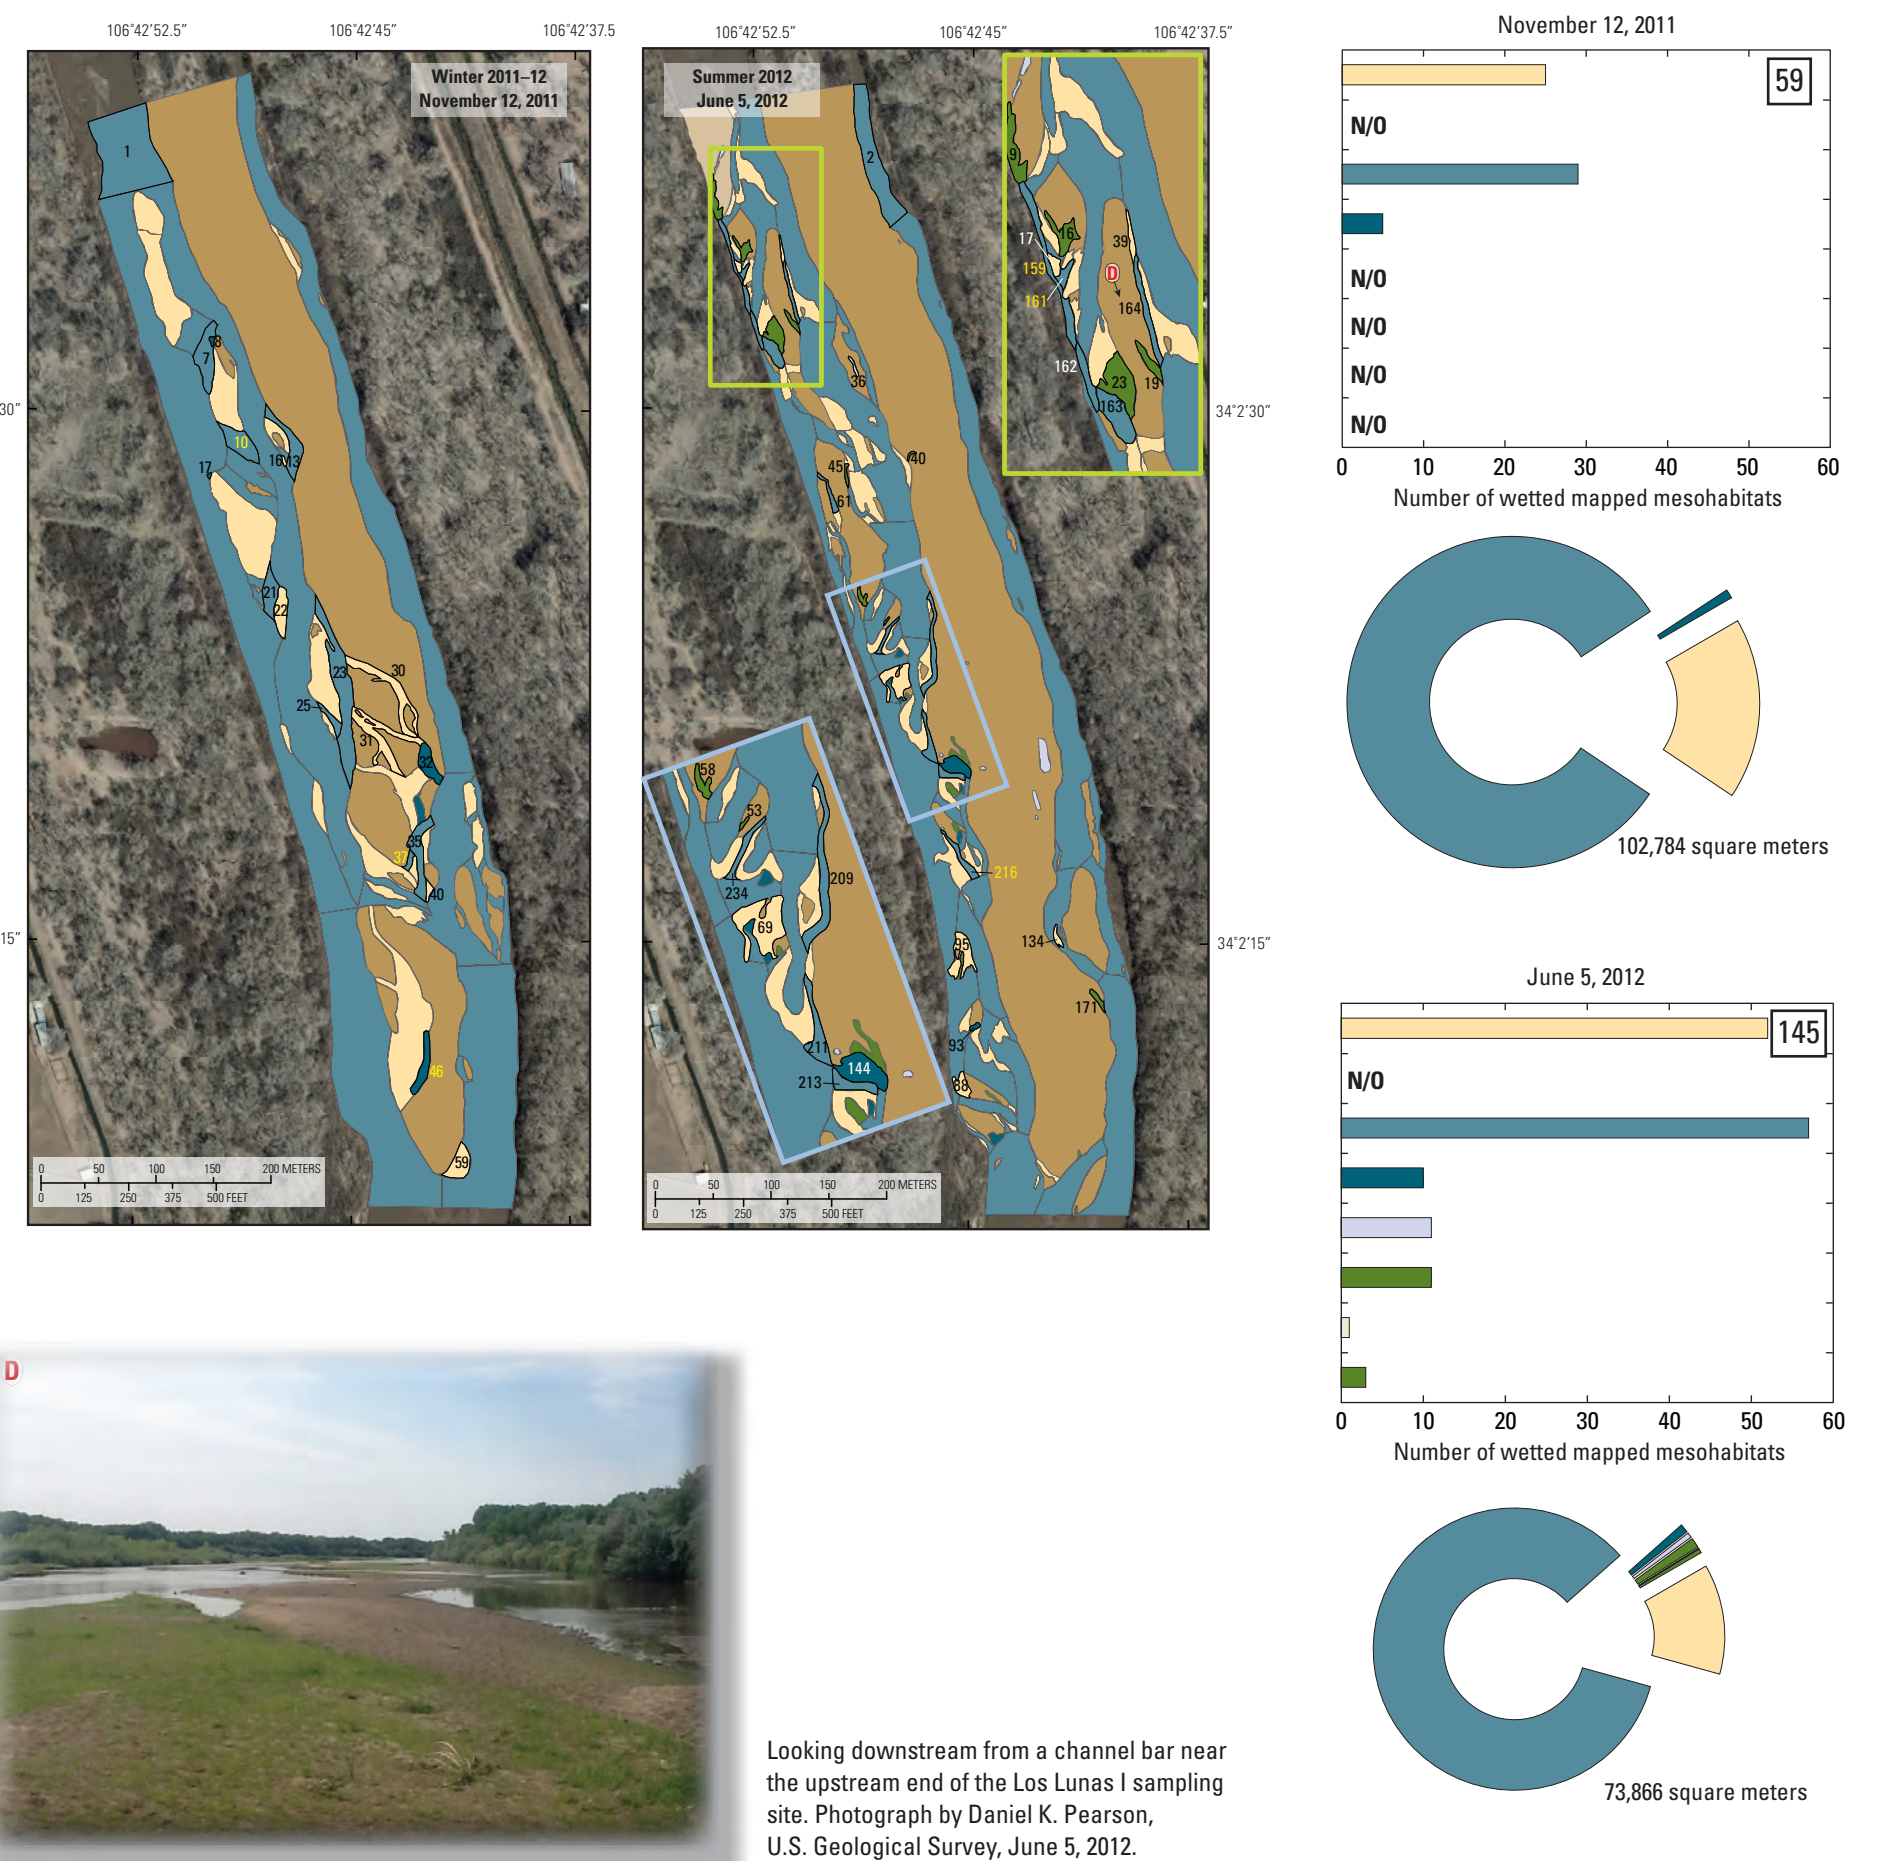 106°42'52.5"
106°42'45"
106°42'37.5
Winter 2011–12
November 12, 2011
1
7
8
10
16
13
17
21
22
23
30
25
31
32
35
37
40
46
59
30"
15"
0 50 100 150 200 METERS
0 125 250 375 500 FEET
106°42'52.5"
106°42'45"
106°42'37.5"
Summer 2012
June 5, 2012
2
36
40
45
61
216
134
95
171
93
88
9
17
16
39
159
D
161
164
162
23
19
163
58
53
209
234
69
211
144
213
34°2'30"
34°2'15"
0 50 100 150 200 METERS
0 125 250 375 500 FEET
November 12, 2011
59
N/O
N/O
N/O
N/O
N/O
0 10 20 30 40 50 60
Number of wetted mapped mesohabitats
102,784 square meters
June 5, 2012
145
N/O
0 10 20 30 40 50 60
Number of wetted mapped mesohabitats
73,866 square meters
D
Looking downstream from a channel bar near
the upstream end of the Los Lunas I sampling
site. Photograph by Daniel K. Pearson,
U.S. Geological Survey, June 5, 2012.